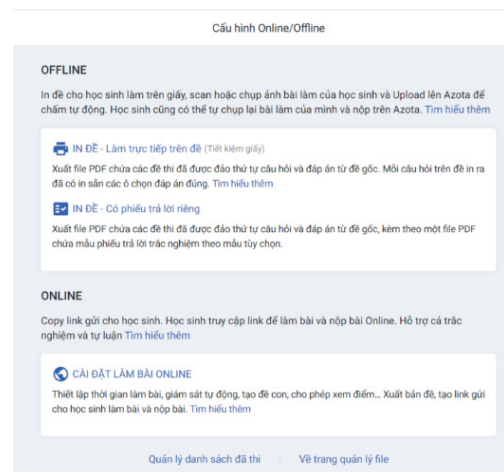 Cấu hình Online/Offline
OFFLINE
In đề cho học sinh làm trên giấy, scan hoặc chụp ảnh bài làm của học sinh và Upload lên Azota để
chấm tự động. Học sinh cũng có thể tự chụp lại bài làm của mình và nộp trên Azota. Tìm hiểu thêm
IN ĐỀ - Làm trực tiếp trên đề (Tiết kiệm giấy)
Xuất file PDF chứa các đề thi đã được đảo thứ tự câu hỏi và đáp án từ đề gốc. Mỗi câu hỏi trên đề in ra
đã có in sẵn các ô chọn đáp án đúng. Tìm hiểu thêm
IN ĐỀ - Có phiếu trả lời riêng
Xuất file PDF chứa các đề thi đã được đảo thứ tự câu hỏi và đáp án từ đề gốc, kèm theo một file PDF
chứa mẫu phiếu trả lời trắc nghiệm theo mẫu tùy chọn.
ONLINE
Copy link gửi cho học sinh. Học sinh truy cập link để làm bài và nộp bài Online. Hỗ trợ cả trắc
nghiệm và tự luận Tìm hiểu thêm
CÀI ĐẶT LÀM BÀI ONLINE
Thiết lập thời gian làm bài, giám sát tự động, tạo đề con, cho phép xem điểm... Xuất bản đề, tạo link gửi
cho học sinh làm bài và nộp bài. Tìm hiểu thêm
Quản lý danh sách đã thi
Về trang quản lý file